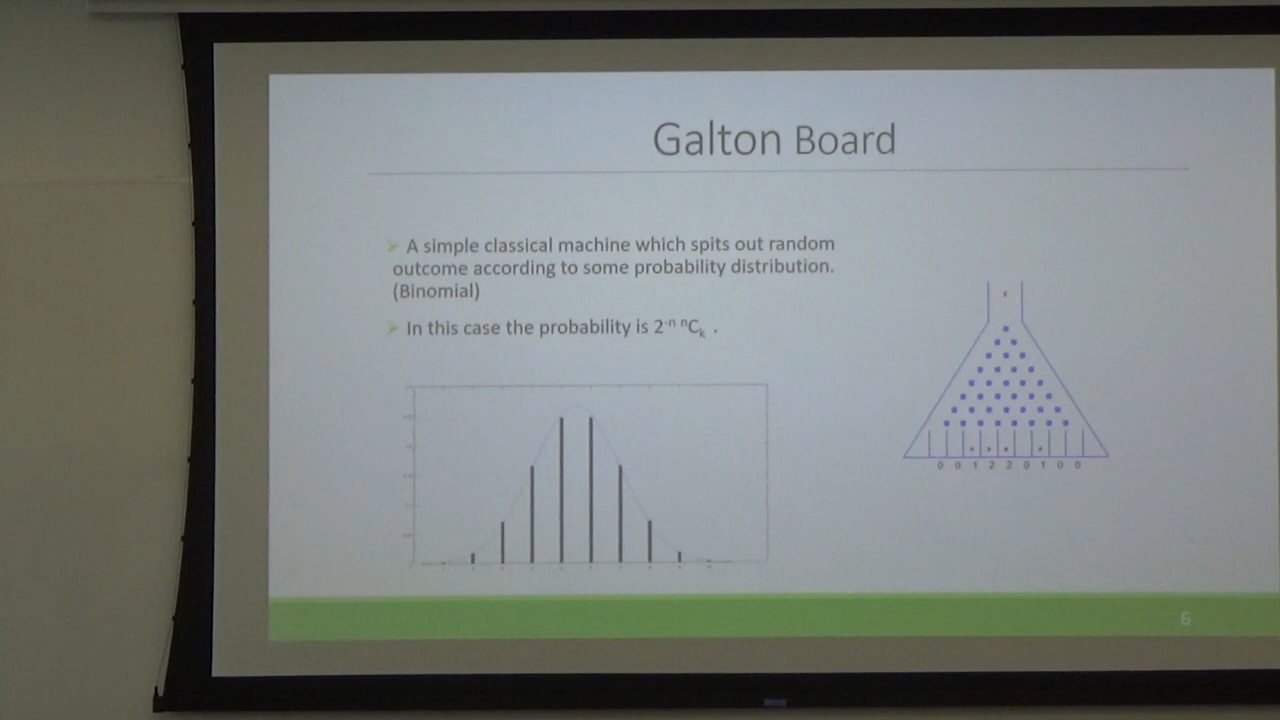 Galton Board
A simple classical machine which spits out random
outcome according to some probability distribution.
(Binomial)
In this case the probability is 2⁻ⁿ ⁿCₖ .
0 0 1 2 2 0 1 0 0
6